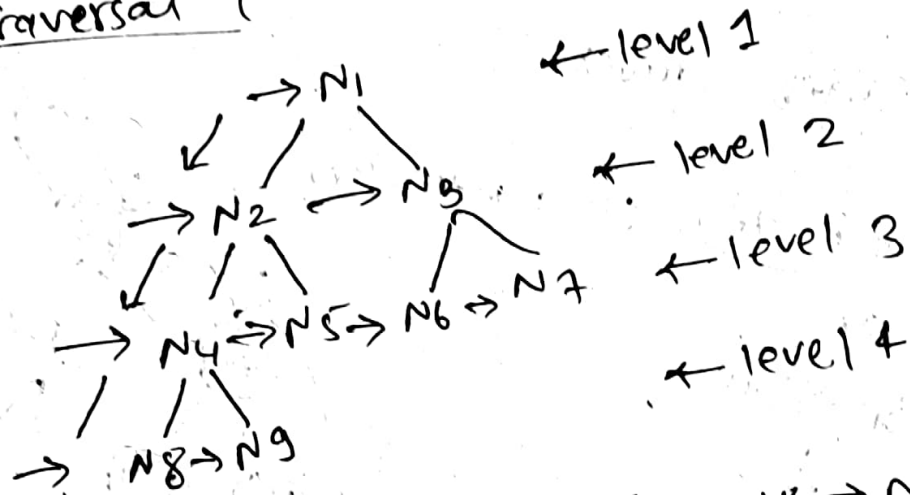 raversal (
← level 1
→ N1
← level 2
→ N2 → N3
← level 3
→ N4 → N5 → N6 → N7
← level 4
→ N8 → N9